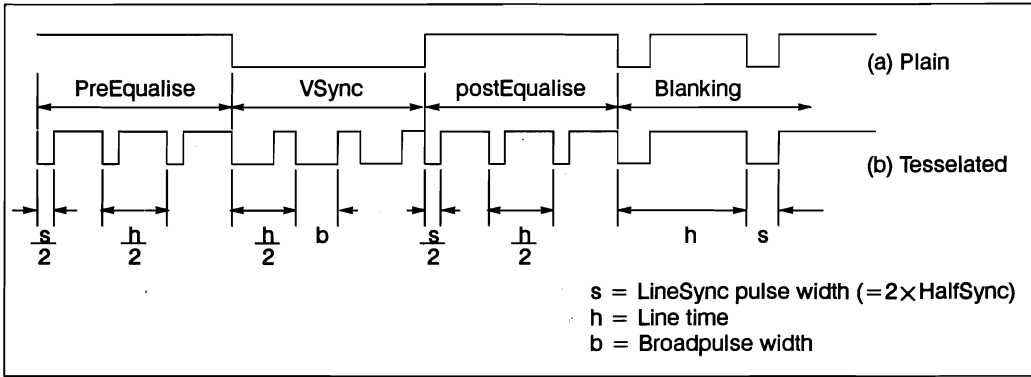 (a) Plain
PreEqualise VSync postEqualise Blanking
(b) Tesselated
s/2 h/2 h/2 b s/2 h/2 h s
s = LineSync pulse width (=2×HalfSync)
h = Line time
b = Broadpulse width